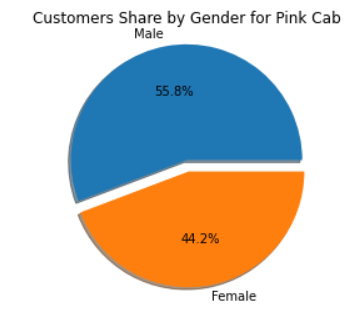 Customers Share by Gender for Pink Cab
Male
55.8%
44.2%
Female